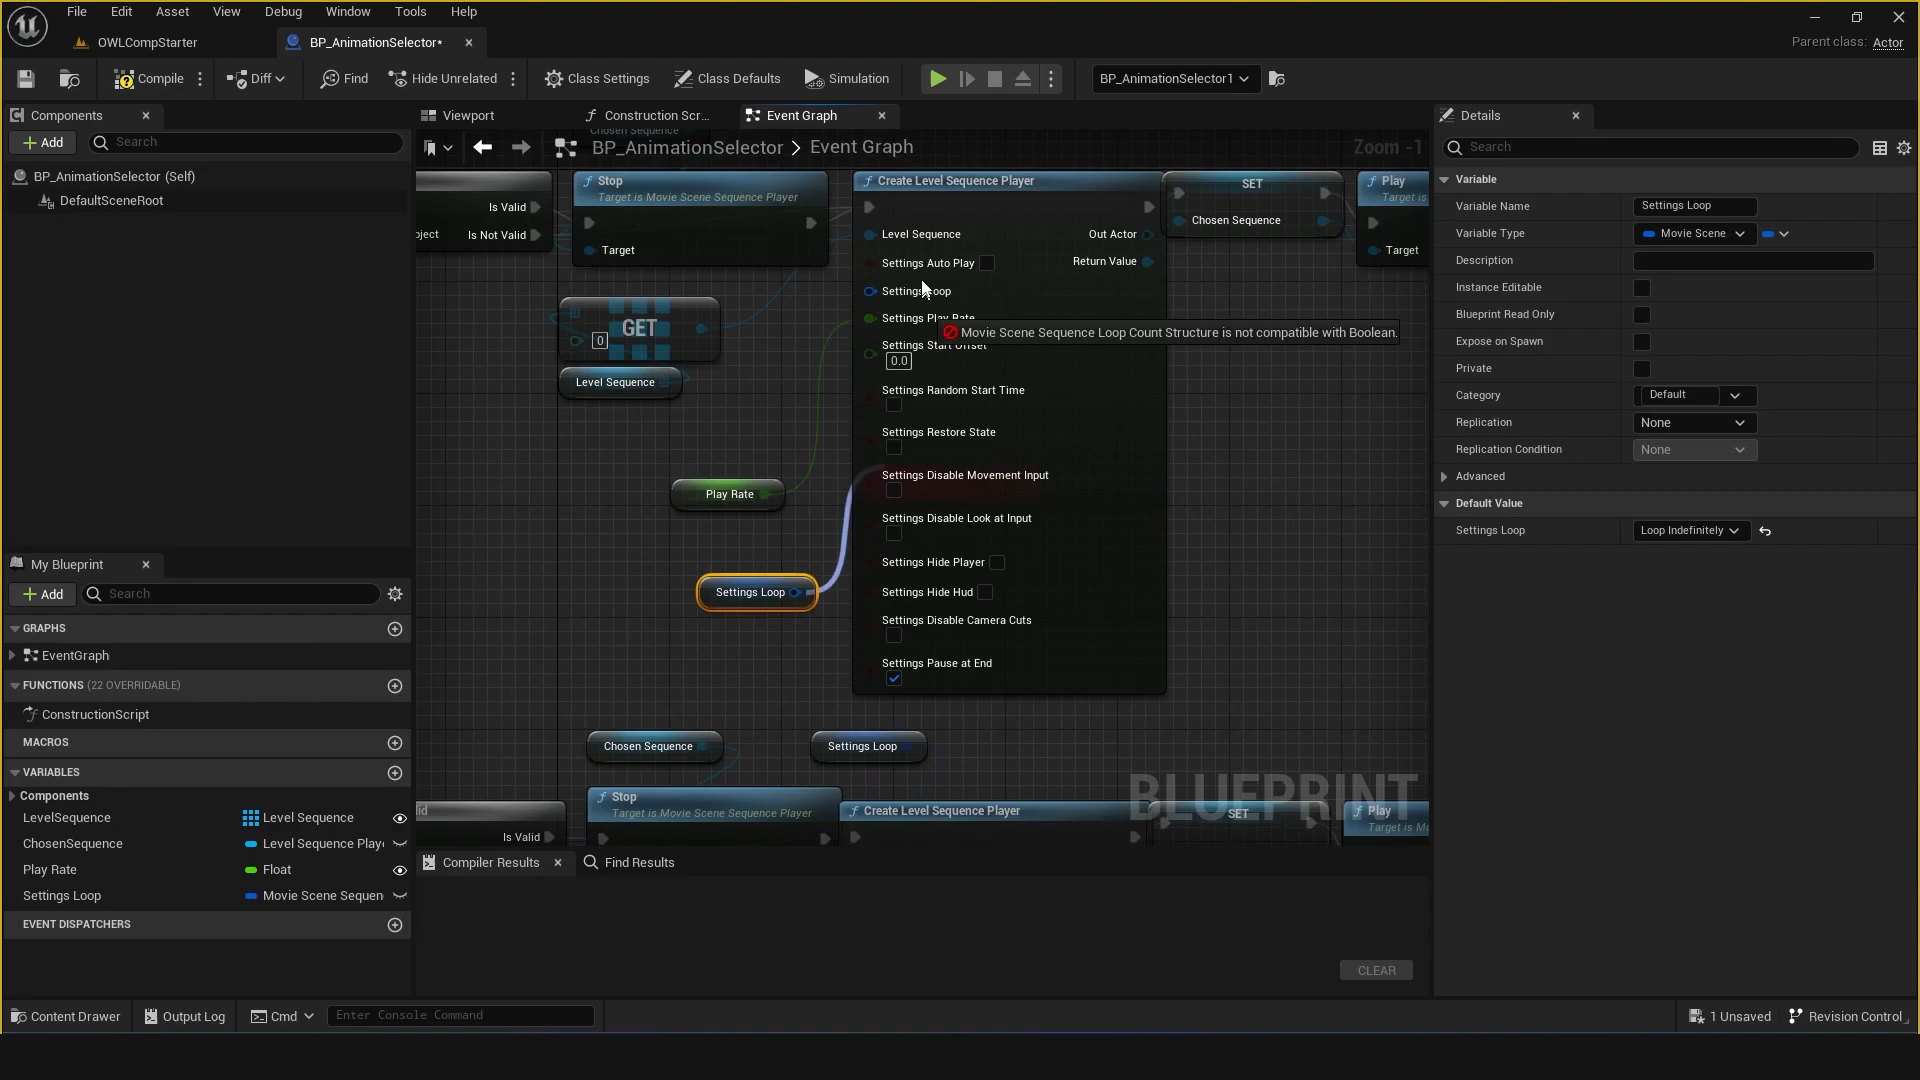 File Edit Asset View Debug Window Tools Help
OWLCompStarter
BP_AnimationSelector*
Parent class: Actor
Compile
Diff
Find
Hide Unrelated
Class Settings
Class Defaults
Simulation
BP_AnimationSelector1
Components
Add
Search
BP_AnimationSelector (Self)
DefaultSceneRoot
My Blueprint
Add
Search
GRAPHS
EventGraph
FUNCTIONS (22 OVERRIDABLE)
ConstructionScript
MACROS
VARIABLES
Components
LevelSequence Level Sequence
ChosenSequence Level Sequence Play
Play Rate Float
Settings Loop Movie Scene Sequen
EVENT DISPATCHERS
Viewport
Construction Scr...
Event Graph
Chosen Sequence
BP_AnimationSelector > Event Graph
Zoom -1
Is Valid
ject Is Not Valid
Stop
Target is Movie Scene Sequence Player
Target
GET
0
Level Sequence
Play Rate
Settings Loop
Create Level Sequence Player
Level Sequence
Out Actor
Settings Auto Play
Return Value
Settings Loop
Settings Play Rate
Movie Scene Sequence Loop Count Structure is not compatible with Boolean.
Settings Start Offset
0.0
Settings Random Start Time
Settings Restore State
Settings Disable Movement Input
Settings Disable Look at Input
Settings Hide Player
Settings Hide Hud
Settings Disable Camera Cuts
Settings Pause at End
SET
Chosen Sequence
Play
Target is
Target
Chosen Sequence
Settings Loop
BLUEPRINT
id
Is Valid
Stop
Target is Movie Scene Sequence Player
Create Level Sequence Player
SET
Play
Target is M
Compiler Results
Find Results
CLEAR
Details
Search
Variable
Variable Name Settings Loop
Variable Type Movie Scene
Description
Instance Editable
Blueprint Read Only
Expose on Spawn
Private
Category Default
Replication None
Replication Condition None
Advanced
Default Value
Settings Loop Loop Indefinitely
Content Drawer
Output Log
Cmd
Enter Console Command
1 Unsaved
Revision Control